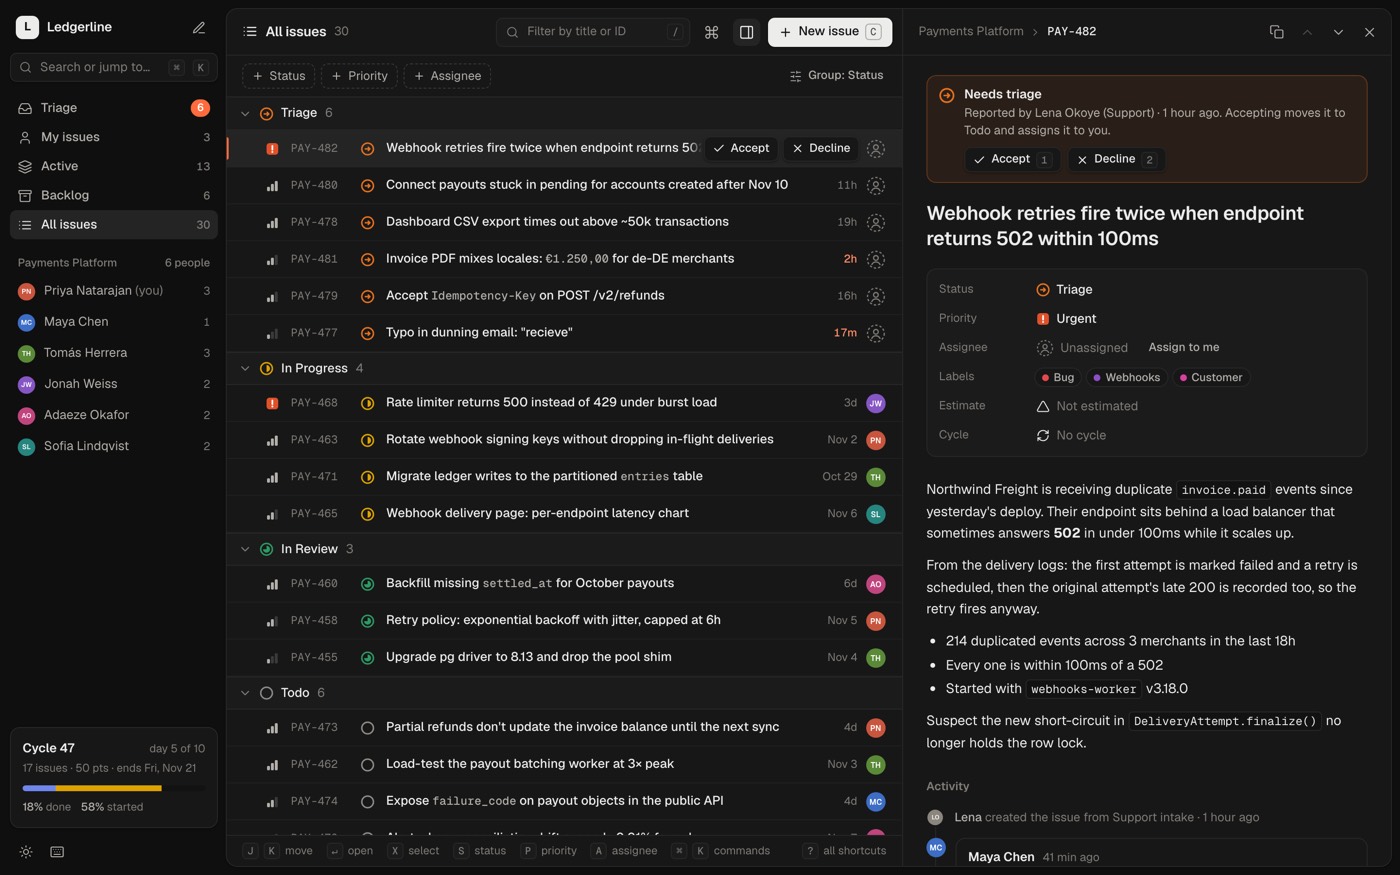 L Ledgerline
Search or jump to... ⌘ K
Triage 6
My issues 3
Active 13
Backlog 6
All issues 30
Payments Platform 6 people
PN Priya Natarajan (you) 3
MC Maya Chen 1
TH Tomás Herrera 3
JW Jonah Weiss 2
AO Adaeze Okafor 2
SL Sofia Lindqvist 2
Cycle 47 day 5 of 10
17 issues · 50 pts · ends Fri, Nov 21
18% done 58% started
All issues 30
Filter by title or ID /
⌘
+ New issue C
+ Status + Priority + Assignee
Group: Status
Triage 6
PAY-482 Webhook retries fire twice when endpoint returns 50 Accept Decline
PAY-480 Connect payouts stuck in pending for accounts created after Nov 10 11h
PAY-478 Dashboard CSV export times out above ~50k transactions 19h
PAY-481 Invoice PDF mixes locales: €1.250,00 for de-DE merchants 2h
PAY-479 Accept Idempotency-Key on POST /v2/refunds 16h
PAY-477 Typo in dunning email: "recieve" 17m
In Progress 4
PAY-468 Rate limiter returns 500 instead of 429 under burst load 3d JW
PAY-463 Rotate webhook signing keys without dropping in-flight deliveries Nov 2 PN
PAY-471 Migrate ledger writes to the partitioned entries table Oct 29 TH
PAY-465 Webhook delivery page: per-endpoint latency chart Nov 6 SL
In Review 3
PAY-460 Backfill missing settled_at for October payouts 6d AO
PAY-458 Retry policy: exponential backoff with jitter, capped at 6h Nov 5 PN
PAY-455 Upgrade pg driver to 8.13 and drop the pool shim Nov 4 TH
Todo 6
PAY-473 Partial refunds don't update the invoice balance until the next sync 4d PN
PAY-462 Load-test the payout batching worker at 3× peak Nov 3 TH
PAY-474 Expose failure_code on payout objects in the public API 4d MC
J K move ↵ open X select S status P priority A assignee ⌘ K commands ? all shortcuts
Payments Platform › PAY-482
Needs triage
Reported by Lena Okoye (Support) · 1 hour ago. Accepting moves it to
Todo and assigns it to you.
Accept 1 Decline 2
Webhook retries fire twice when endpoint
returns 502 within 100ms
Status Triage
Priority Urgent
Assignee Unassigned Assign to me
Labels Bug Webhooks Customer
Estimate Not estimated
Cycle No cycle
Northwind Freight is receiving duplicate invoice.paid events since
yesterday's deploy. Their endpoint sits behind a load balancer that
sometimes answers 502 in under 100ms while it scales up.
From the delivery logs: the first attempt is marked failed and a retry is
scheduled, then the original attempt's late 200 is recorded too, so the
retry fires anyway.
• 214 duplicated events across 3 merchants in the last 18h
• Every one is within 100ms of a 502
• Started with webhooks-worker v3.18.0
Suspect the new short-circuit in DeliveryAttempt.finalize() no
longer holds the row lock.
Activity
LO Lena created the issue from Support intake · 1 hour ago
MC Maya Chen 41 min ago